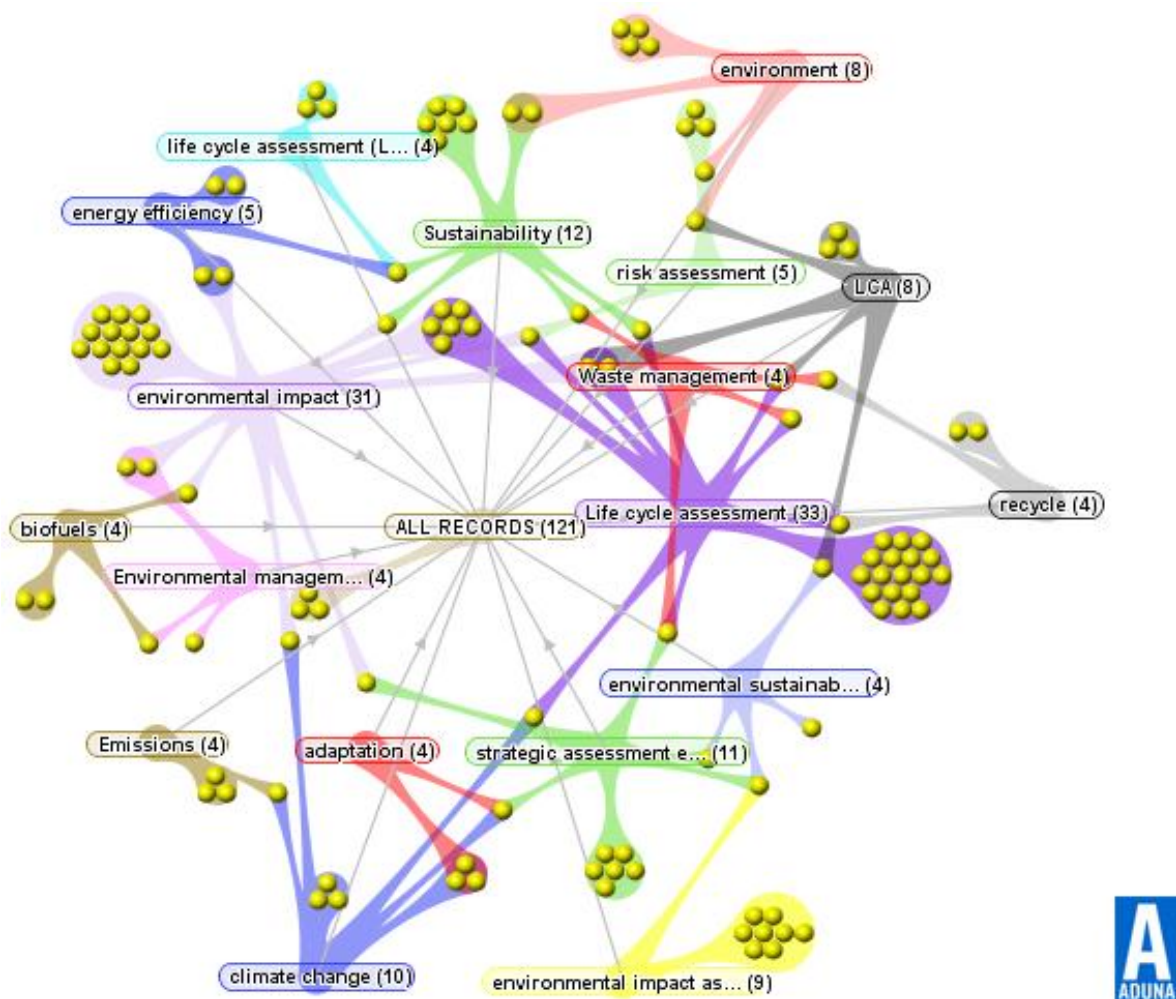 environment (8)
life cycle assessment (L... (4)
energy efficiency (5)
Sustainability (12)
risk assessment (5)
LCA (8)
Waste management (4)
environmental impact (31)
recycle (4)
Life cycle assessment (33)
ALL RECORDS (121)
biofuels (4)
Environmental managem... (4)
environmental sustainab... (4)
Emissions (4)
adaptation (4)
strategic assessment e... (11)
climate change (10)
environmental impact as... (9)
A
ADUNA